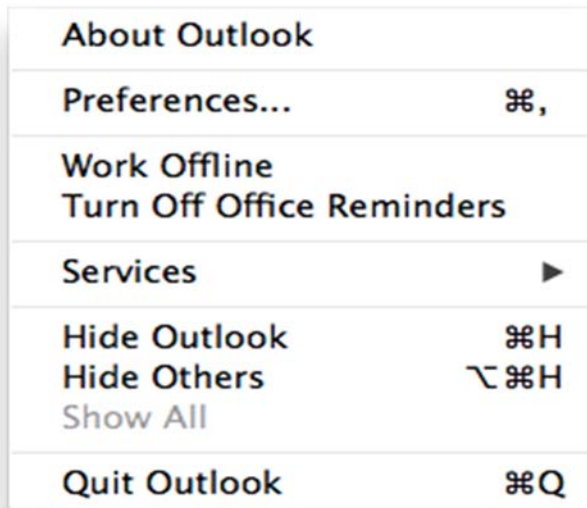 About Outlook
Preferences... ⌘,
Work Offline
Turn Off Office Reminders
Services ▶
Hide Outlook ⌘H
Hide Others ⌥⌘H
Show All
Quit Outlook ⌘Q